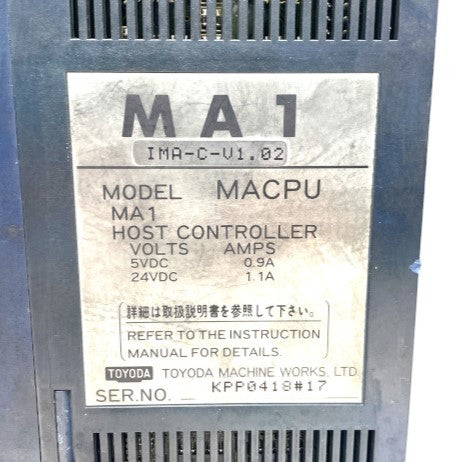 MA1
IMA-C-V1.02
MODEL MACPU
MA1
HOST CONTROLLER
VOLTS AMPS
5VDC 0.9A
24VDC 1.1A
詳細は取扱説明書を参照して下さい。
REFER TO THE INSTRUCTION
MANUAL FOR DETAILS.
TOYODA TOYODA MACHINE WORKS, LTD.
SER.NO. KPP0418#17